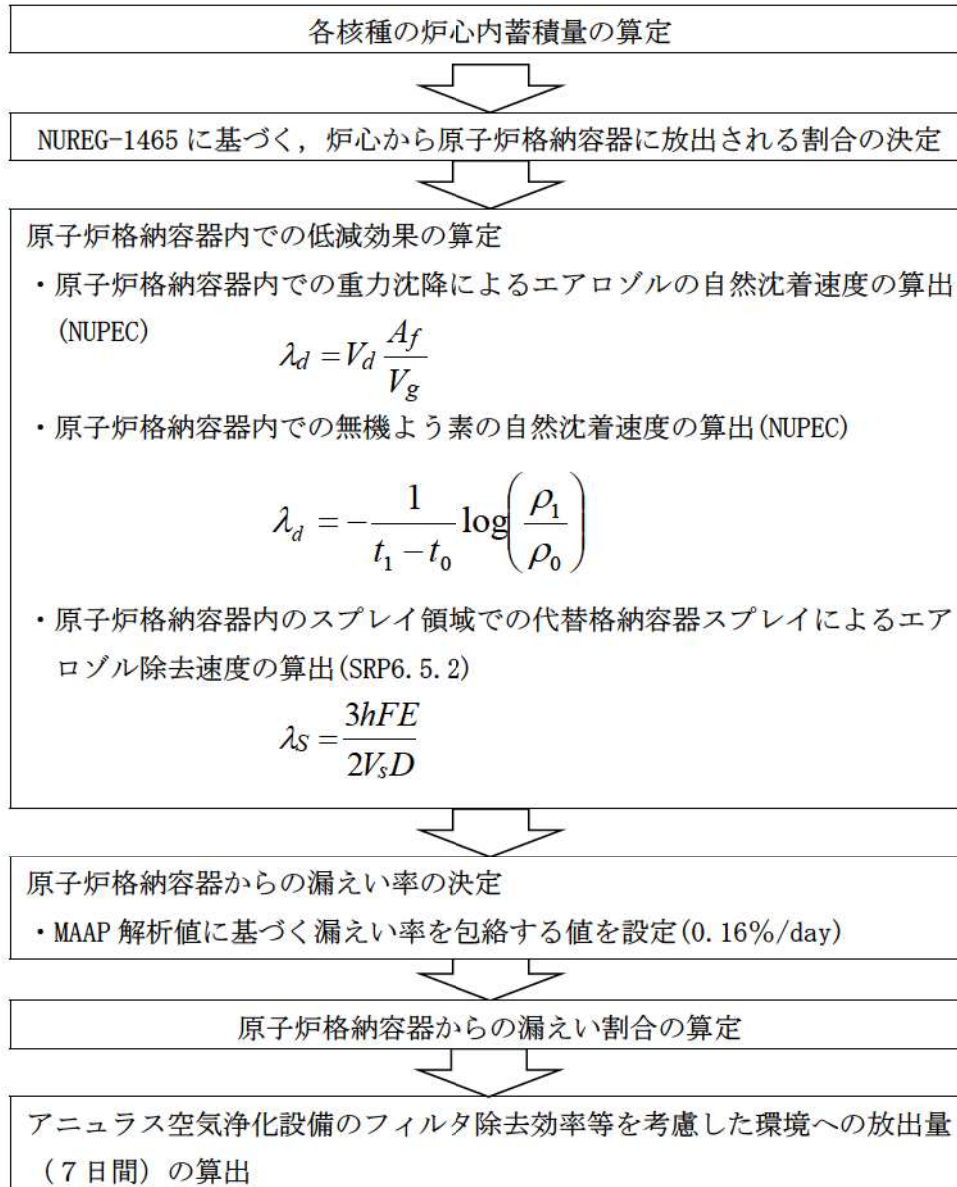 各核種の炉心内蓄積量の算定
NUREG-1465 に基づく，炉心から原子炉格納容器に放出される割合の決定
原子炉格納容器内での低減効果の算定
・原子炉格納容器内での重力沈降によるエアロゾルの自然沈着速度の算出
(NUPEC)
λ_d = V_d A_f / V_g
・原子炉格納容器内での無機よう素の自然沈着速度の算出(NUPEC)
λ_d = − 1 / (t_1 − t_0) log(ρ_1 / ρ_0)
・原子炉格納容器内のスプレイ領域での代替格納容器スプレイによるエア
ロゾル除去速度の算出(SRP6.5.2)
λ_S = 3hFE / 2V_sD
原子炉格納容器からの漏えい率の決定
・MAAP 解析値に基づく漏えい率を包絡する値を設定(0.16%/day)
原子炉格納容器からの漏えい割合の算定
アニュラス空気浄化設備のフィルタ除去効率等を考慮した環境への放出量
（７日間）の算出